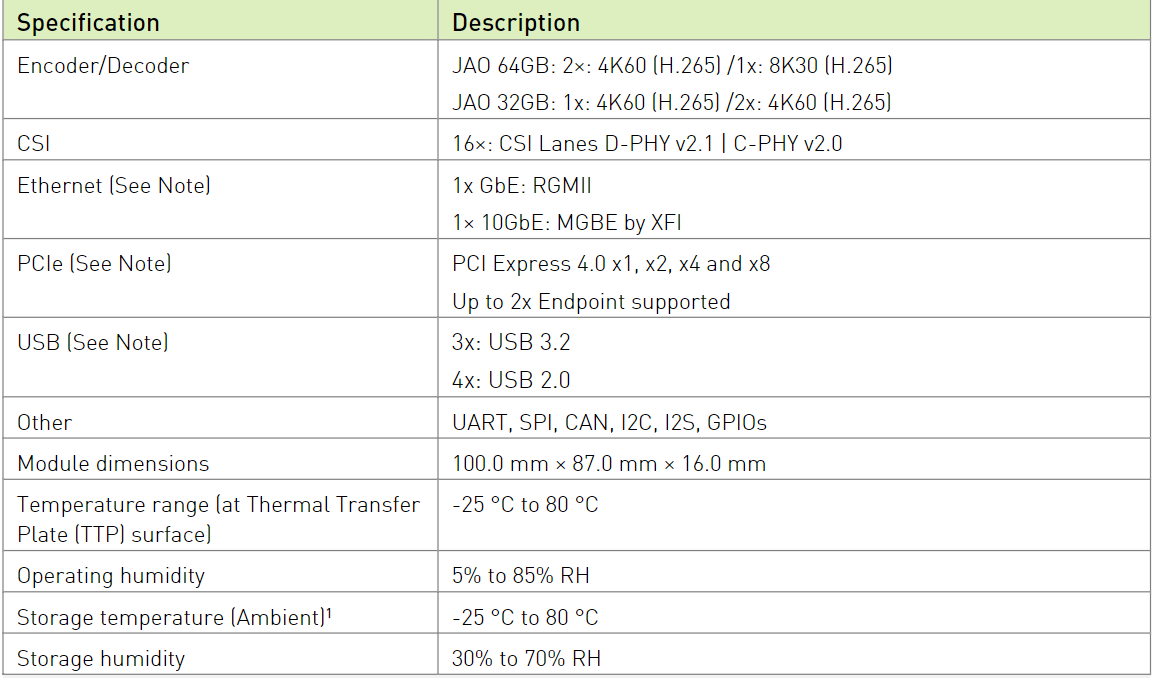 Specification Description
Encoder/Decoder JAO 64GB: 2×: 4K60 (H.265) /1x: 8K30 (H.265)
JAO 32GB: 1x: 4K60 (H.265) /2x: 4K60 (H.265)
CSI 16×: CSI Lanes D-PHY v2.1 | C-PHY v2.0
Ethernet (See Note) 1x GbE: RGMII
1× 10GbE: MGBE by XFI
PCIe (See Note) PCI Express 4.0 x1, x2, x4 and x8
Up to 2x Endpoint supported
USB (See Note) 3x: USB 3.2
4x: USB 2.0
Other UART, SPI, CAN, I2C, I2S, GPIOs
Module dimensions 100.0 mm × 87.0 mm × 16.0 mm
Temperature range (at Thermal Transfer -25 °C to 80 °C
Plate (TTP) surface)
Operating humidity 5% to 85% RH
Storage temperature (Ambient)¹ -25 °C to 80 °C
Storage humidity 30% to 70% RH